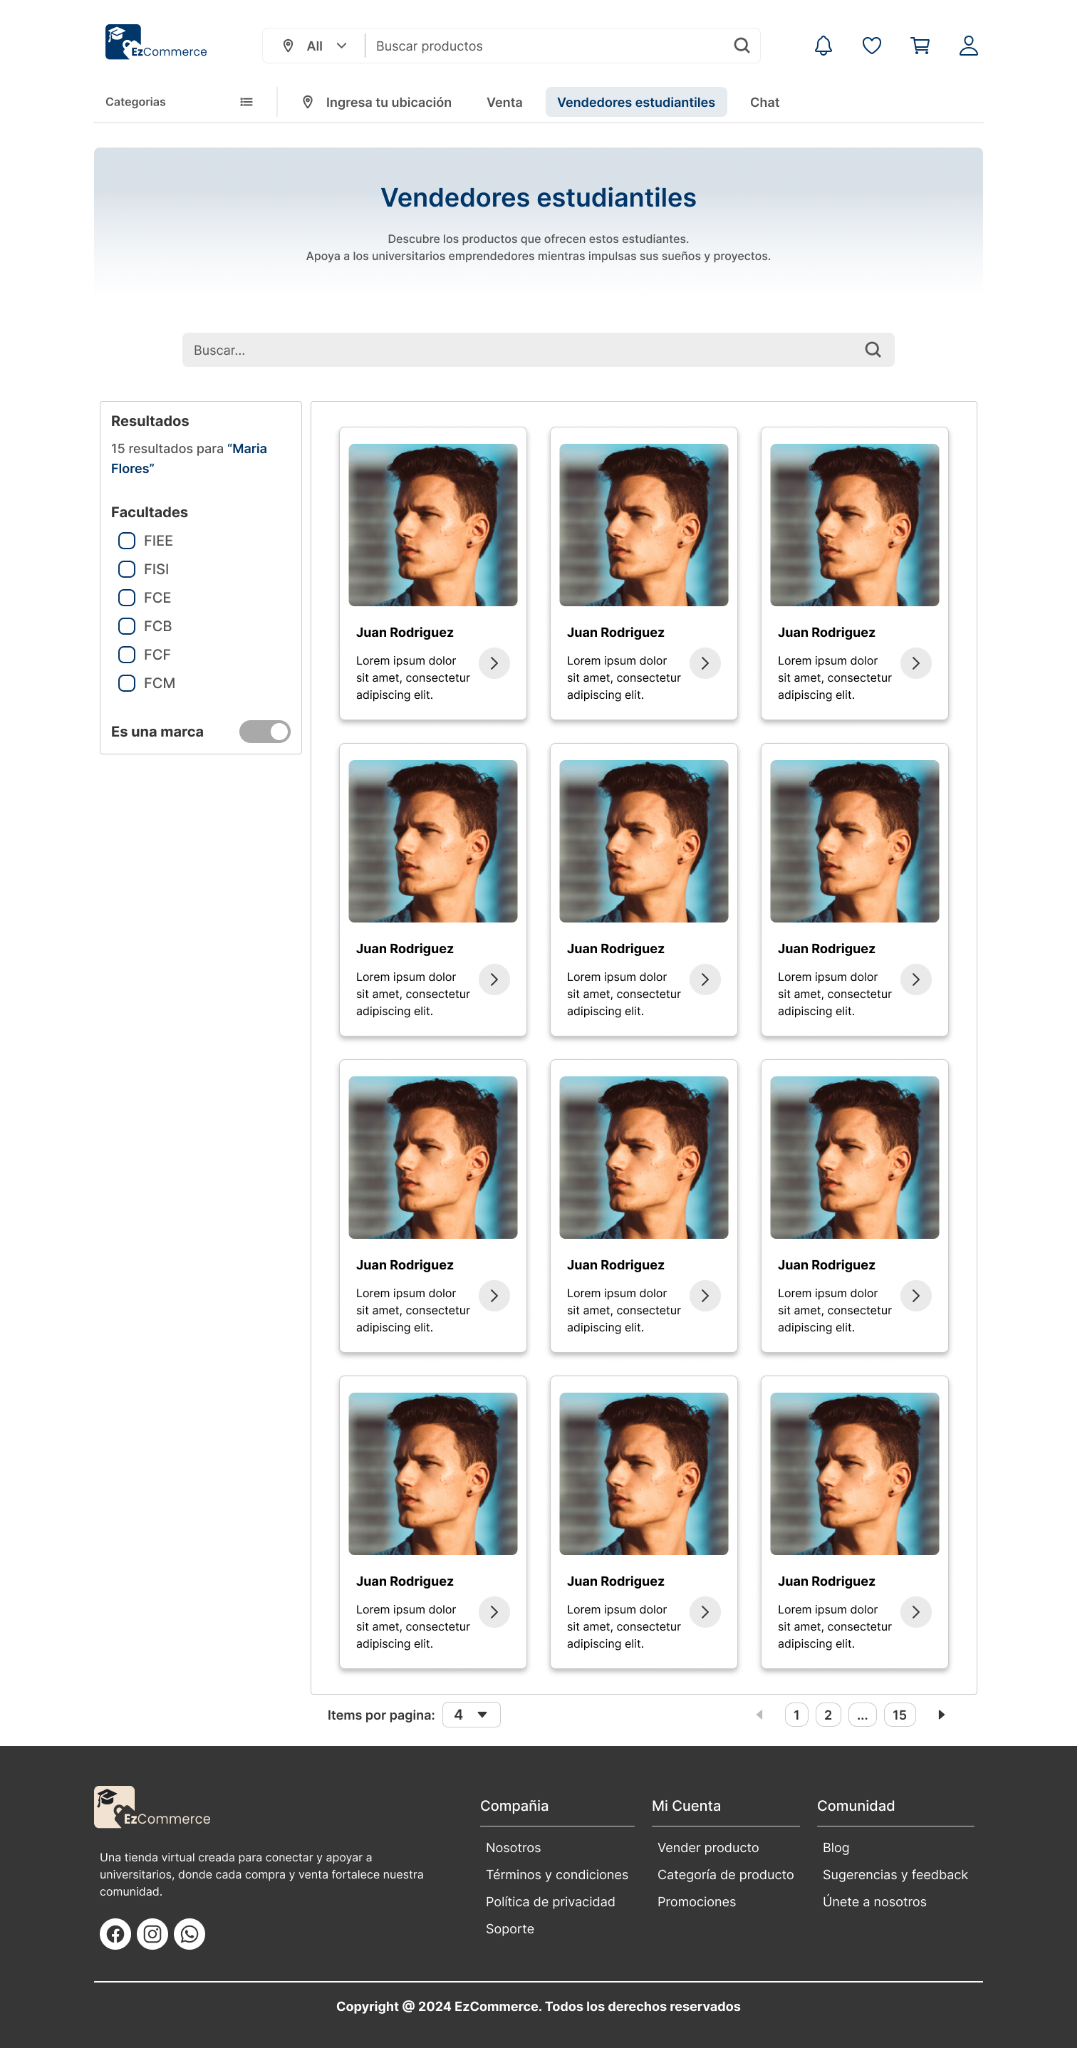 EzCommerce
All
Buscar productos
Categorias
Ingresa tu ubicación
Venta
Vendedores estudiantiles
Chat
Vendedores estudiantiles
Descubre los productos que ofrecen estos estudiantes.
Apoya a los universitarios emprendedores mientras impulsas sus sueños y proyectos.
Buscar...
Resultados
15 resultados para “Maria
Flores”
Facultades
FIEE
FISI
FCE
FCB
FCF
FCM
Es una marca
Juan Rodriguez
Lorem ipsum dolor
sit amet, consectetur
adipiscing elit.
Juan Rodriguez
Lorem ipsum dolor
sit amet, consectetur
adipiscing elit.
Juan Rodriguez
Lorem ipsum dolor
sit amet, consectetur
adipiscing elit.
Juan Rodriguez
Lorem ipsum dolor
sit amet, consectetur
adipiscing elit.
Juan Rodriguez
Lorem ipsum dolor
sit amet, consectetur
adipiscing elit.
Juan Rodriguez
Lorem ipsum dolor
sit amet, consectetur
adipiscing elit.
Juan Rodriguez
Lorem ipsum dolor
sit amet, consectetur
adipiscing elit.
Juan Rodriguez
Lorem ipsum dolor
sit amet, consectetur
adipiscing elit.
Juan Rodriguez
Lorem ipsum dolor
sit amet, consectetur
adipiscing elit.
Juan Rodriguez
Lorem ipsum dolor
sit amet, consectetur
adipiscing elit.
Juan Rodriguez
Lorem ipsum dolor
sit amet, consectetur
adipiscing elit.
Juan Rodriguez
Lorem ipsum dolor
sit amet, consectetur
adipiscing elit.
Items por pagina: 4
1 2 ... 15
EzCommerce
Una tienda virtual creada para conectar y apoyar a
universitarios, donde cada compra y venta fortalece nuestra
comunidad.
Compañia
Nosotros
Términos y condiciones
Política de privacidad
Soporte
Mi Cuenta
Vender producto
Categoría de producto
Promociones
Comunidad
Blog
Sugerencias y feedback
Únete a nosotros
Copyright @ 2024 EzCommerce. Todos los derechos reservados